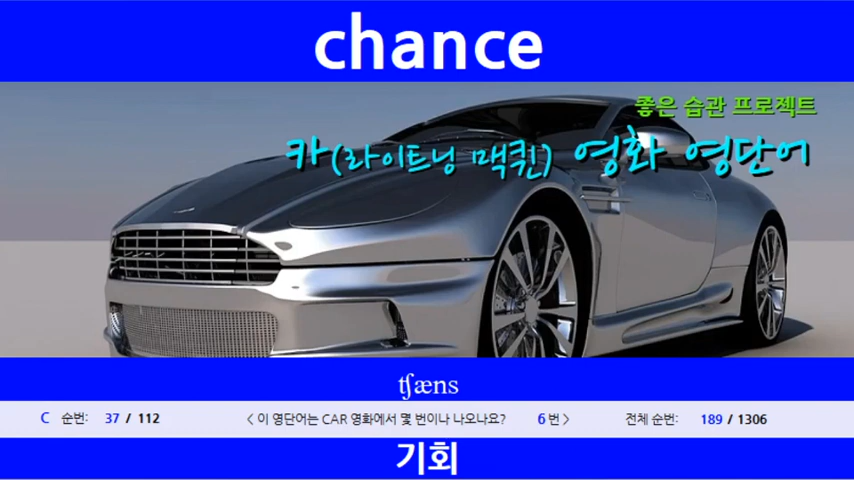 chance
좋은 습관 프로젝트
카(라이트닝 맥퀸) 영화 영단어
tʃæns
C 순번: 37 / 112 < 이 영단어는 CAR 영화에서 몇 번이나 나오나요? 6 번 > 전체 순번: 189 / 1306
기회